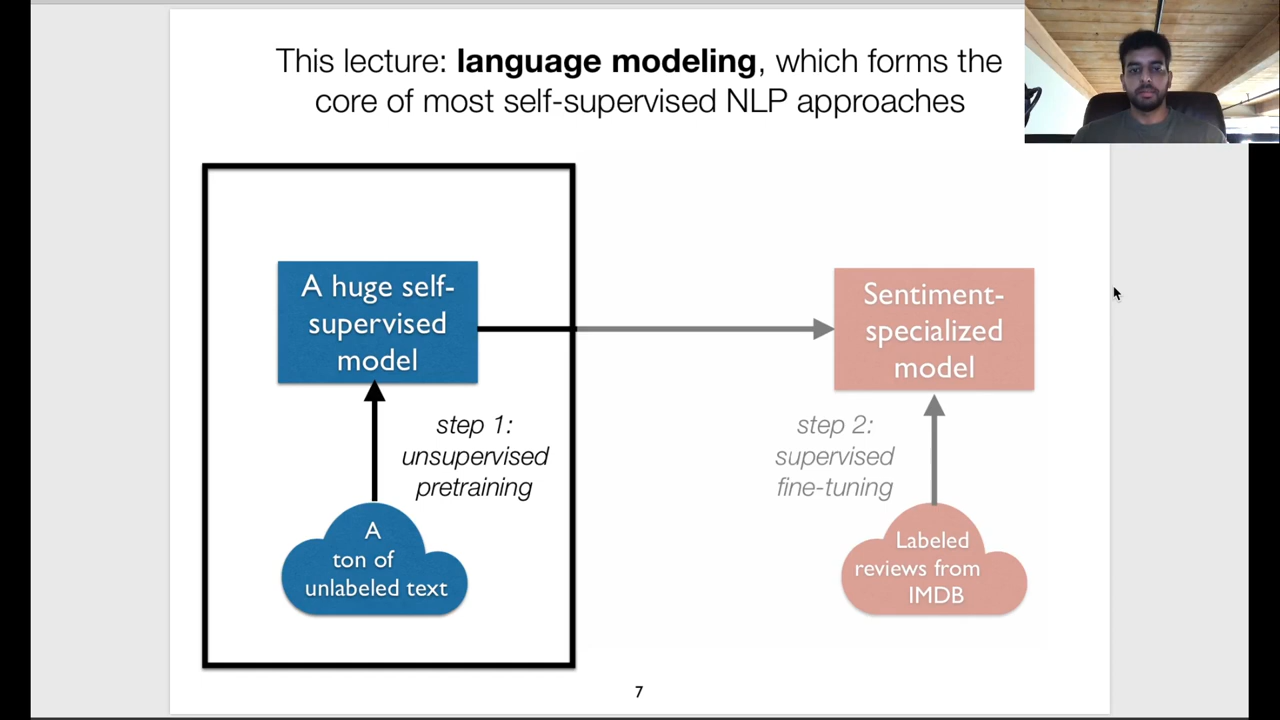 This lecture: language modeling, which forms the
core of most self-supervised NLP approaches
A huge self-
supervised
model
step 1:
unsupervised
pretraining
A
ton of
unlabeled text
Sentiment-
specialized
model
step 2:
supervised
fine-tuning
Labeled
reviews from
IMDB
7